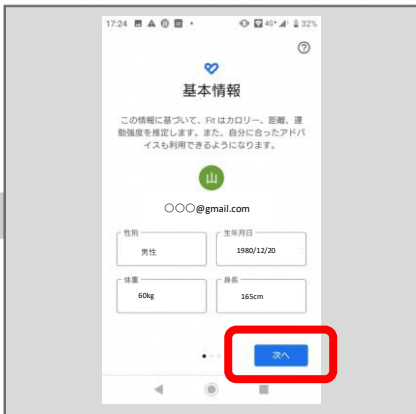 17:24
4G+
32%
基本情報
この情報に基づいて、Fit はカロリー、距離、運
動強度を推定します。また、自分に合ったアドバ
イスも利用できるようになります。
山
〇〇〇@gmail.com
性別
男性
生年月日
1980/12/20
体重
60kg
身長
165cm
次へ